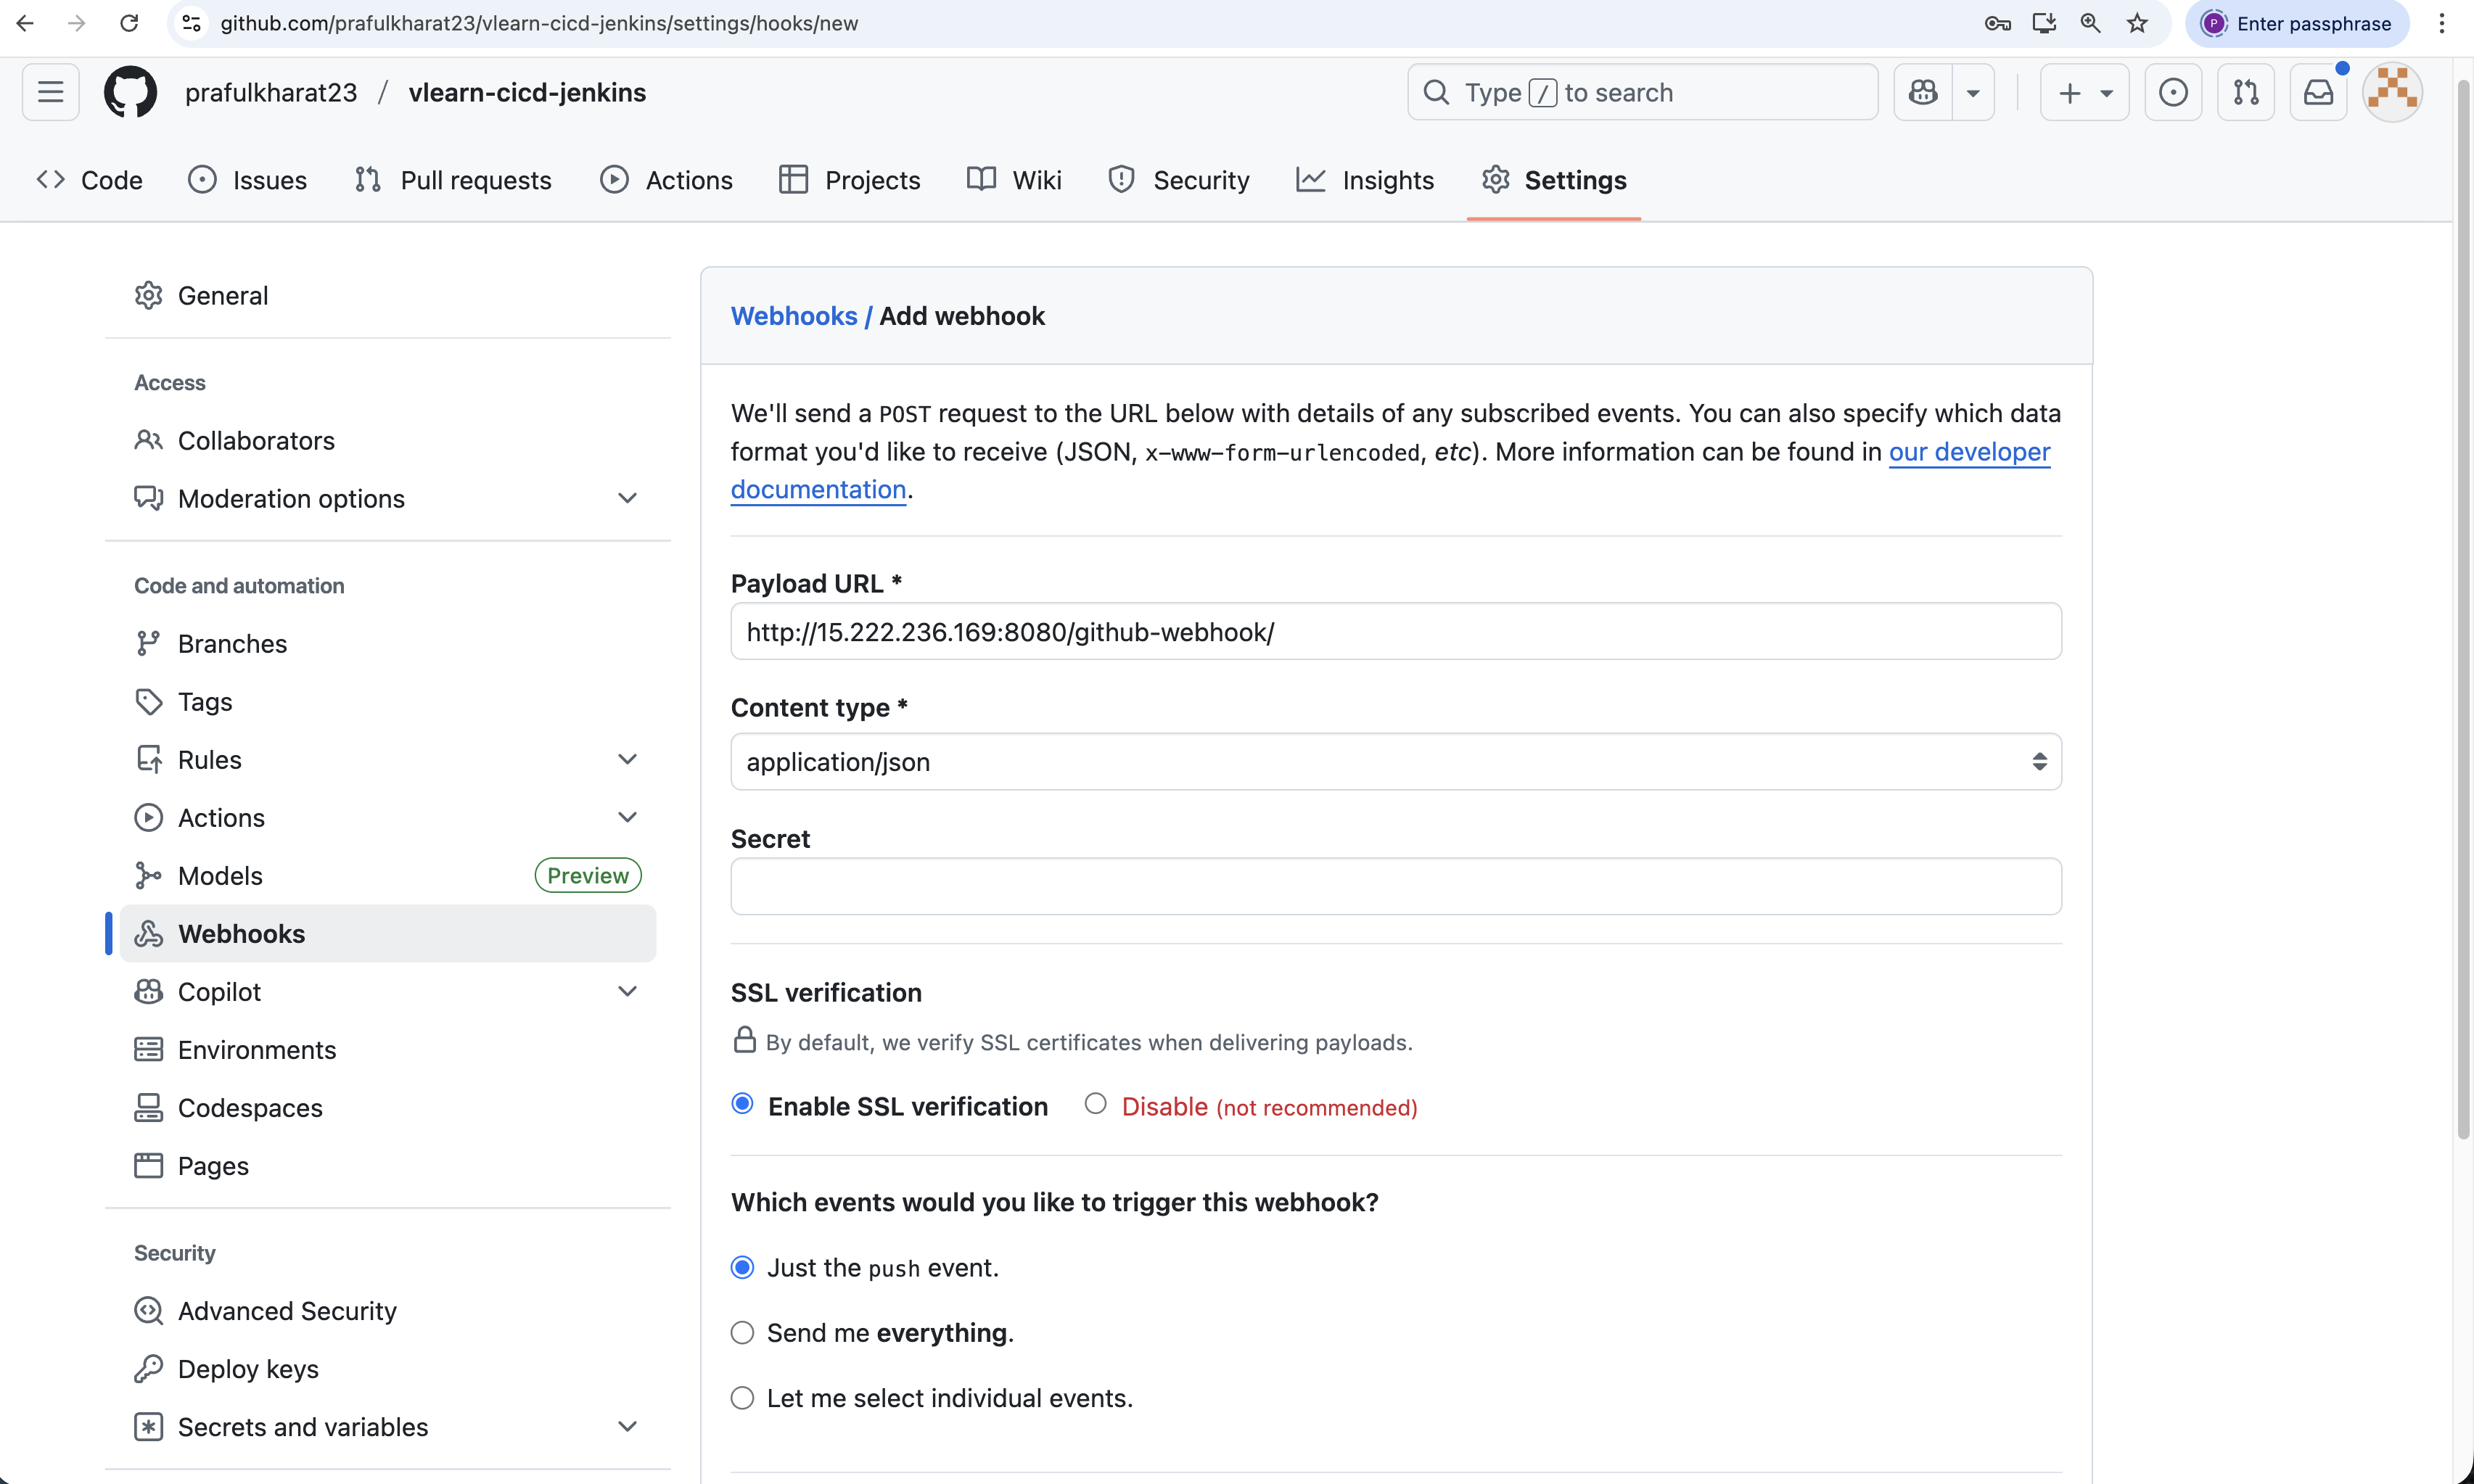 github.com/prafulkharat23/vlearn-cicd-jenkins/settings/hooks/new
P Enter passphrase
prafulkharat23 / vlearn-cicd-jenkins
Type / to search
Code
Issues
Pull requests
Actions
Projects
Wiki
Security
Insights
Settings
General
Access
Collaborators
Moderation options
Code and automation
Branches
Tags
Rules
Actions
Models Preview
Webhooks
Copilot
Environments
Codespaces
Pages
Security
Advanced Security
Deploy keys
Secrets and variables
Webhooks / Add webhook
We'll send a POST request to the URL below with details of any subscribed events. You can also specify which data
format you'd like to receive (JSON, x-www-form-urlencoded, etc). More information can be found in our developer
documentation.
Payload URL *
http://15.222.236.169:8080/github-webhook/
Content type *
application/json
Secret
SSL verification
By default, we verify SSL certificates when delivering payloads.
Enable SSL verification Disable (not recommended)
Which events would you like to trigger this webhook?
Just the push event.
Send me everything.
Let me select individual events.